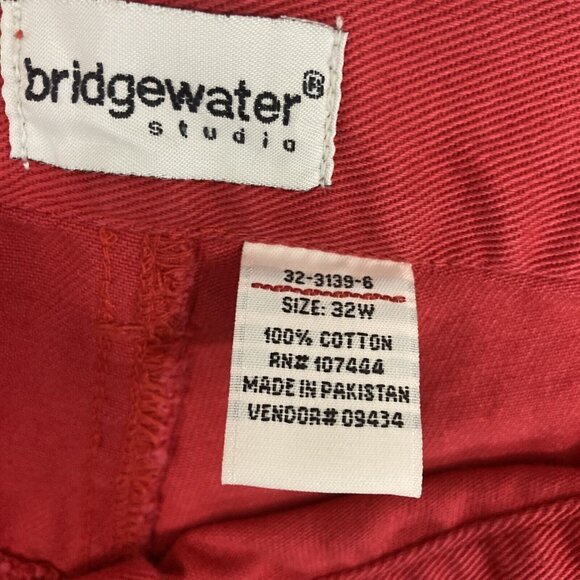 bridgewater®
studio
32-3139-6
SIZE: 32W
100% COTTON
RN# 107444
MADE IN PAKISTAN
VENDOR# 09434